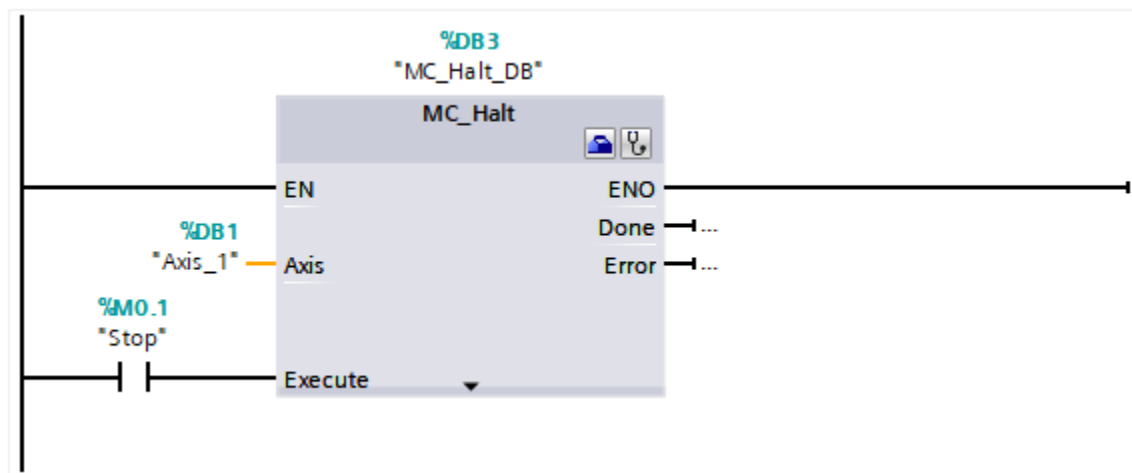 %DB3
"MC_Halt_DB"
MC_Halt
EN ENO
%DB1
"Axis_1"
Axis
Done ...
Error ...
%M0.1
"Stop"
Execute